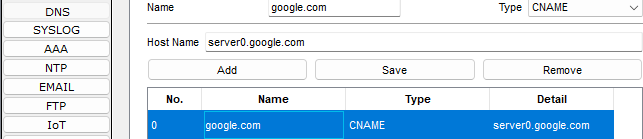 DNS
SYSLOG
AAA
NTP
EMAIL
FTP
IoT
Name google.com Type CNAME
Host Name server0.google.com
Add Save Remove
No. Name Type Detail
0 google.com CNAME server0.google.com